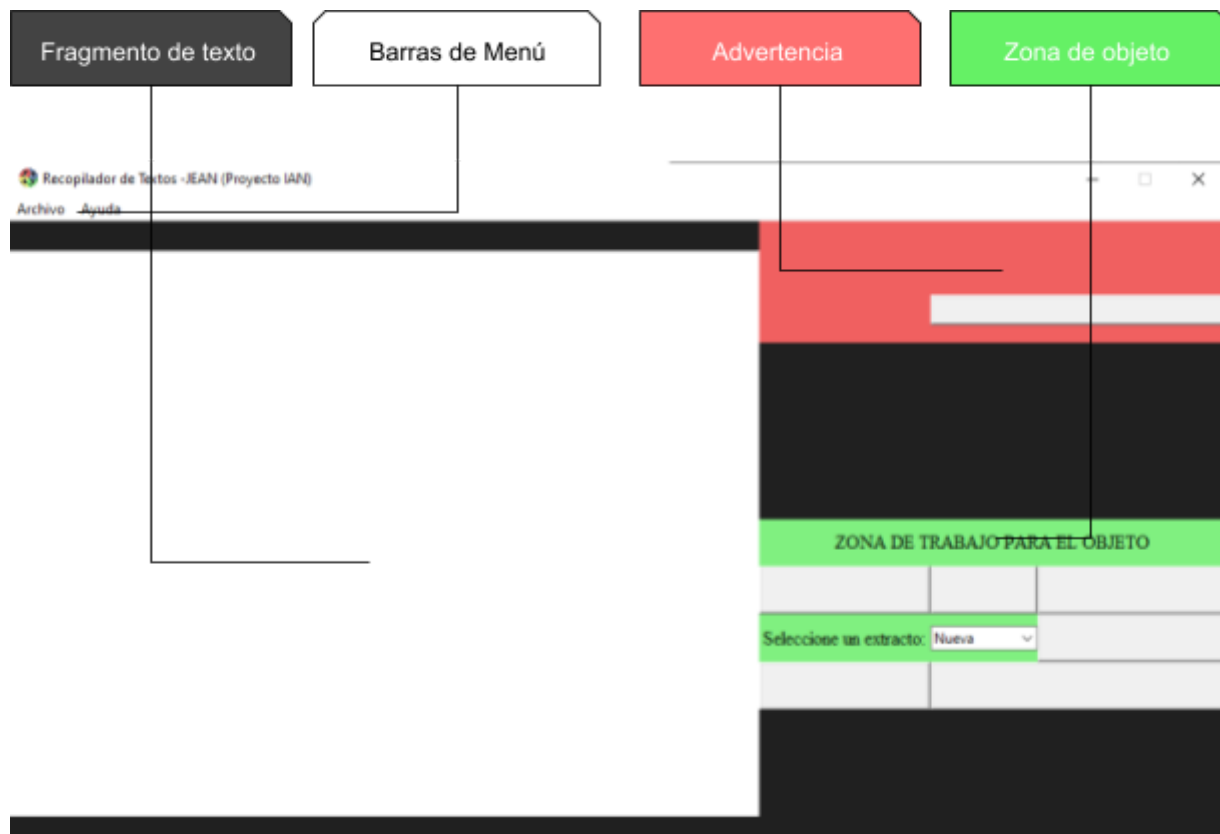 Fragmento de texto
Barras de Menú
Advertencia
Zona de objeto
Recopilador de Textos -JEAN (Proyecto IAN)
Archivo Ayuda
ZONA DE TRABAJO PARA EL OBJETO
Seleccione un extracto: Nueva